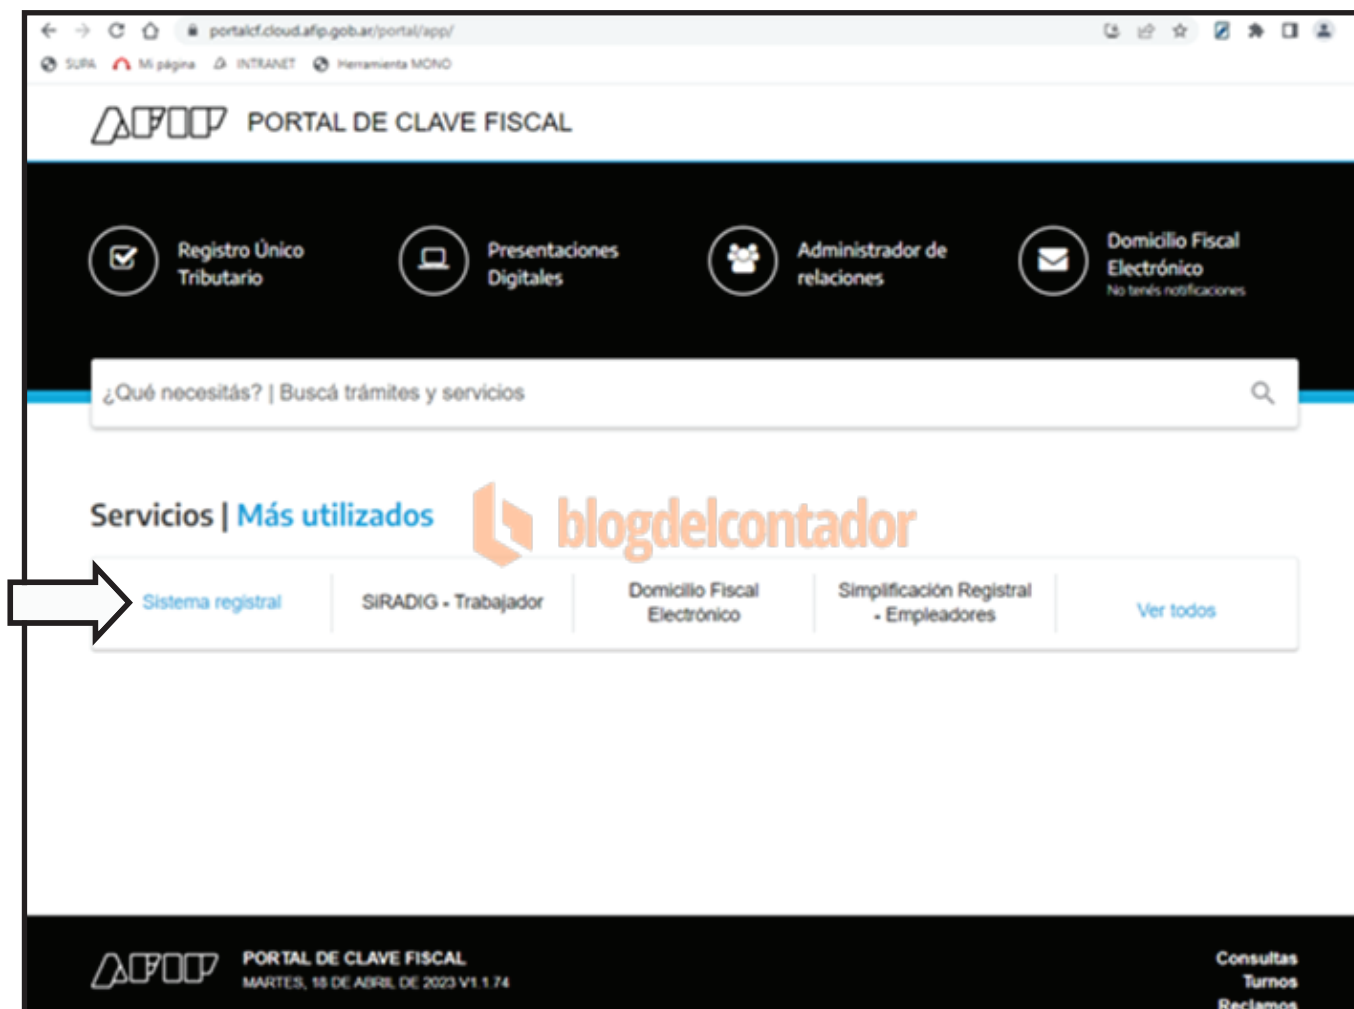 portalcf.cloud.afip.gob.ar/portal/app/
SUPA Mi página INTRANET Herramienta MONO
AFIP PORTAL DE CLAVE FISCAL
Registro Único
Tributario
Presentaciones
Digitales
Administrador de
relaciones
Domicilio Fiscal
Electrónico
No tenés notificaciones
¿Qué necesitás? | Buscá trámites y servicios
Servicios | Más utilizados
blogdelcontador
Sistema registral
SiRADIG - Trabajador
Domicilio Fiscal
Electrónico
Simplificación Registral
- Empleadores
Ver todos
AFIP
PORTAL DE CLAVE FISCAL
MARTES, 18 DE ABRIL DE 2023 V1.1.74
Consultas
Turnos
Reclamos